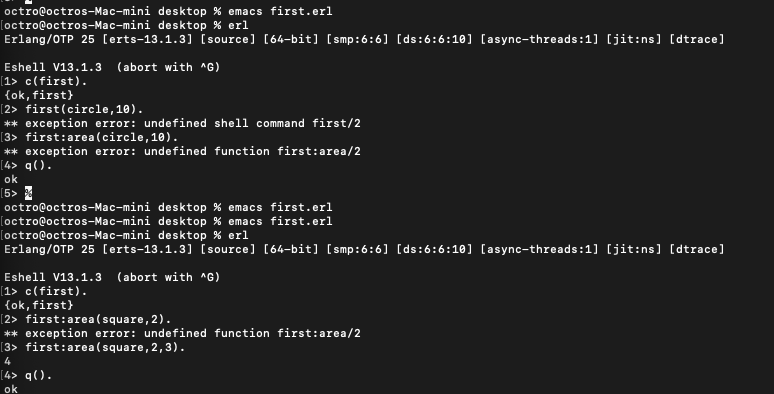 octro@octros-Mac-mini desktop % emacs first.erl
[octro@octros-Mac-mini desktop % erl
Erlang/OTP 25 [erts-13.1.3] [source] [64-bit] [smp:6:6] [ds:6:6:10] [async-threads:1] [jit:ns] [dtrace]
Eshell V13.1.3  (abort with ^G)
[1> c(first).
{ok,first}
[2> first(circle,10).
** exception error: undefined shell command first/2
[3> first:area(circle,10).
** exception error: undefined function first:area/2
[4> q().
ok
[5> %
octro@octros-Mac-mini desktop % emacs first.erl
[octro@octros-Mac-mini desktop % emacs first.erl
[octro@octros-Mac-mini desktop % erl
Erlang/OTP 25 [erts-13.1.3] [source] [64-bit] [smp:6:6] [ds:6:6:10] [async-threads:1] [jit:ns] [dtrace]
Eshell V13.1.3  (abort with ^G)
[1> c(first).
{ok,first}
[2> first:area(square,2).
** exception error: undefined function first:area/2
[3> first:area(square,2,3).
4
[4> q().
ok